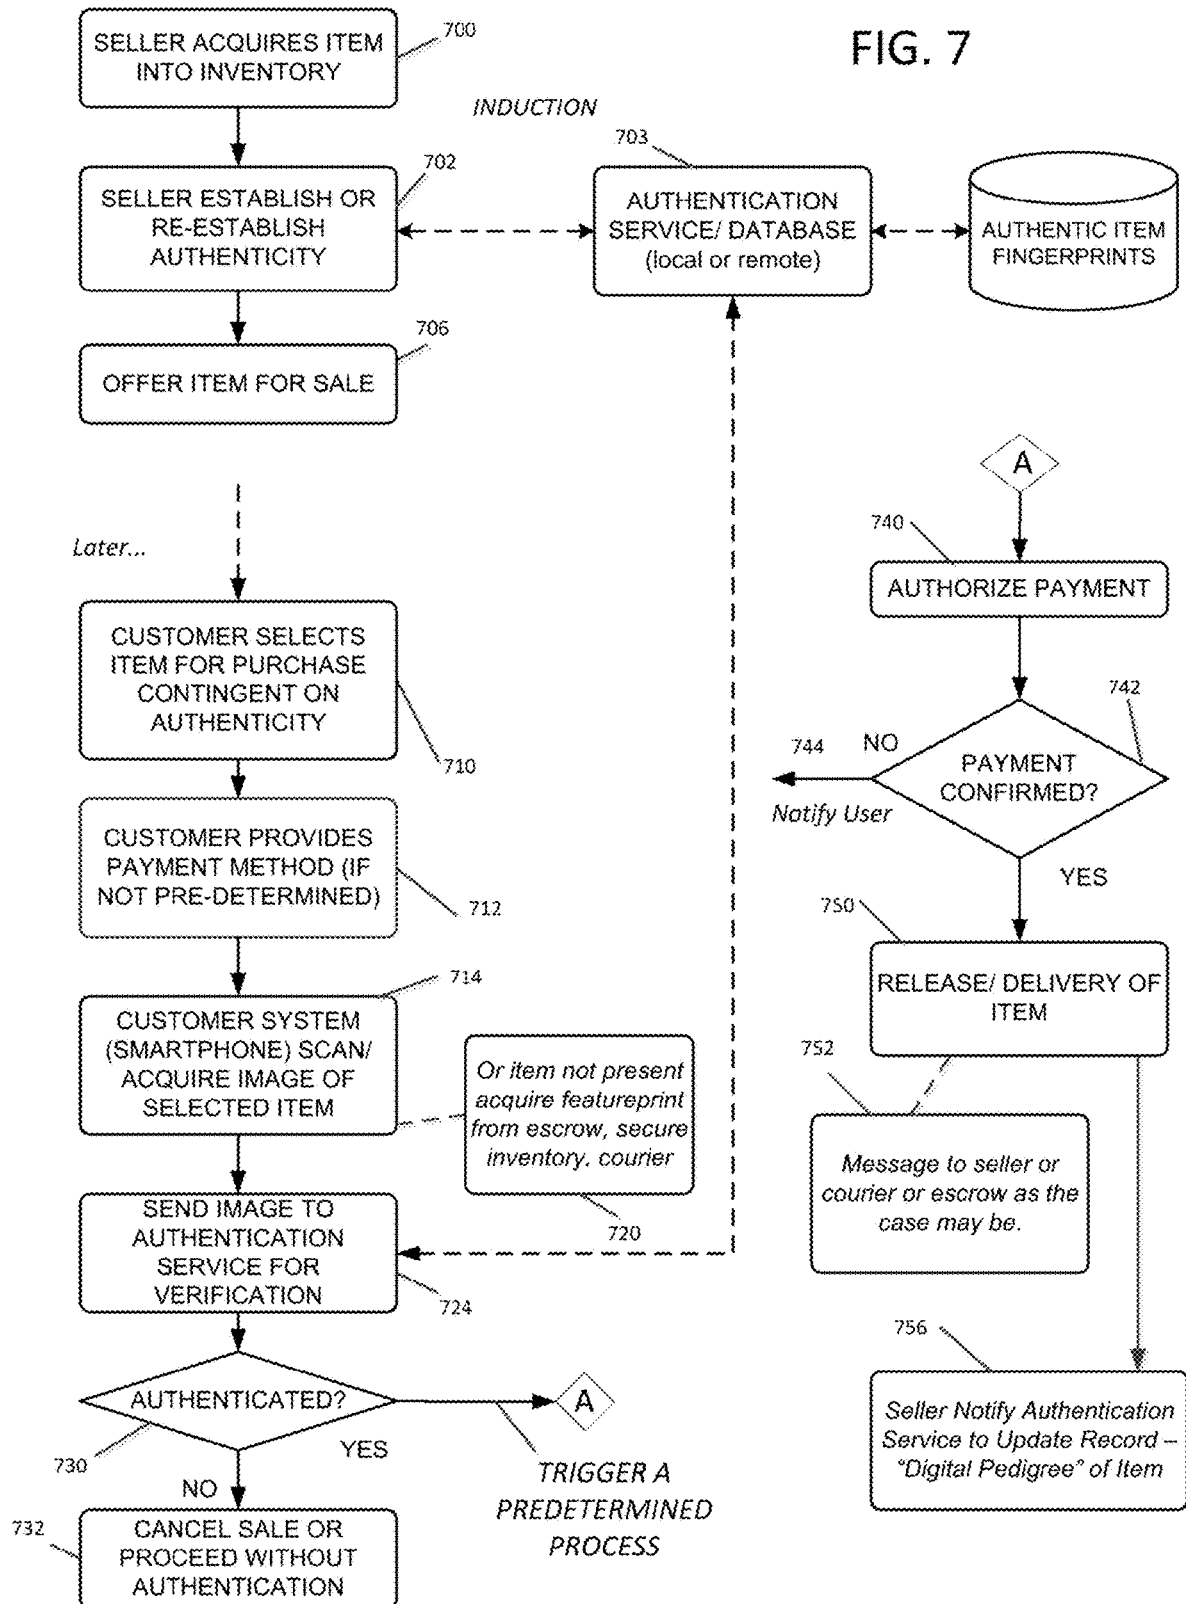 FIG. 7
SELLER ACQUIRES ITEM
INTO INVENTORY
700
INDUCTION
SELLER ESTABLISH OR
RE-ESTABLISH
AUTHENTICITY
702
703
AUTHENTICATION
SERVICE/ DATABASE
(local or remote)
AUTHENTIC ITEM
FINGERPRINTS
706
OFFER ITEM FOR SALE
Later...
CUSTOMER SELECTS
ITEM FOR PURCHASE
CONTINGENT ON
AUTHENTICITY
710
CUSTOMER PROVIDES
PAYMENT METHOD (IF
NOT PRE-DETERMINED)
712
714
CUSTOMER SYSTEM
(SMARTPHONE) SCAN/
ACQUIRE IMAGE OF
SELECTED ITEM
Or item not present
acquire featureprint
from escrow, secure
inventory, courier
720
SEND IMAGE TO
AUTHENTICATION
SERVICE FOR
VERIFICATION
724
AUTHENTICATED?
730
YES
NO
A
TRIGGER A
PREDETERMINED
PROCESS
732
CANCEL SALE OR
PROCEED WITHOUT
AUTHENTICATION
A
740
AUTHORIZE PAYMENT
742
744
NO
PAYMENT
CONFIRMED?
Notify User
YES
750
RELEASE/ DELIVERY OF
ITEM
752
Message to seller or
courier or escrow as the
case may be.
756
Seller Notify Authentication
Service to Update Record –
"Digital Pedigree" of Item